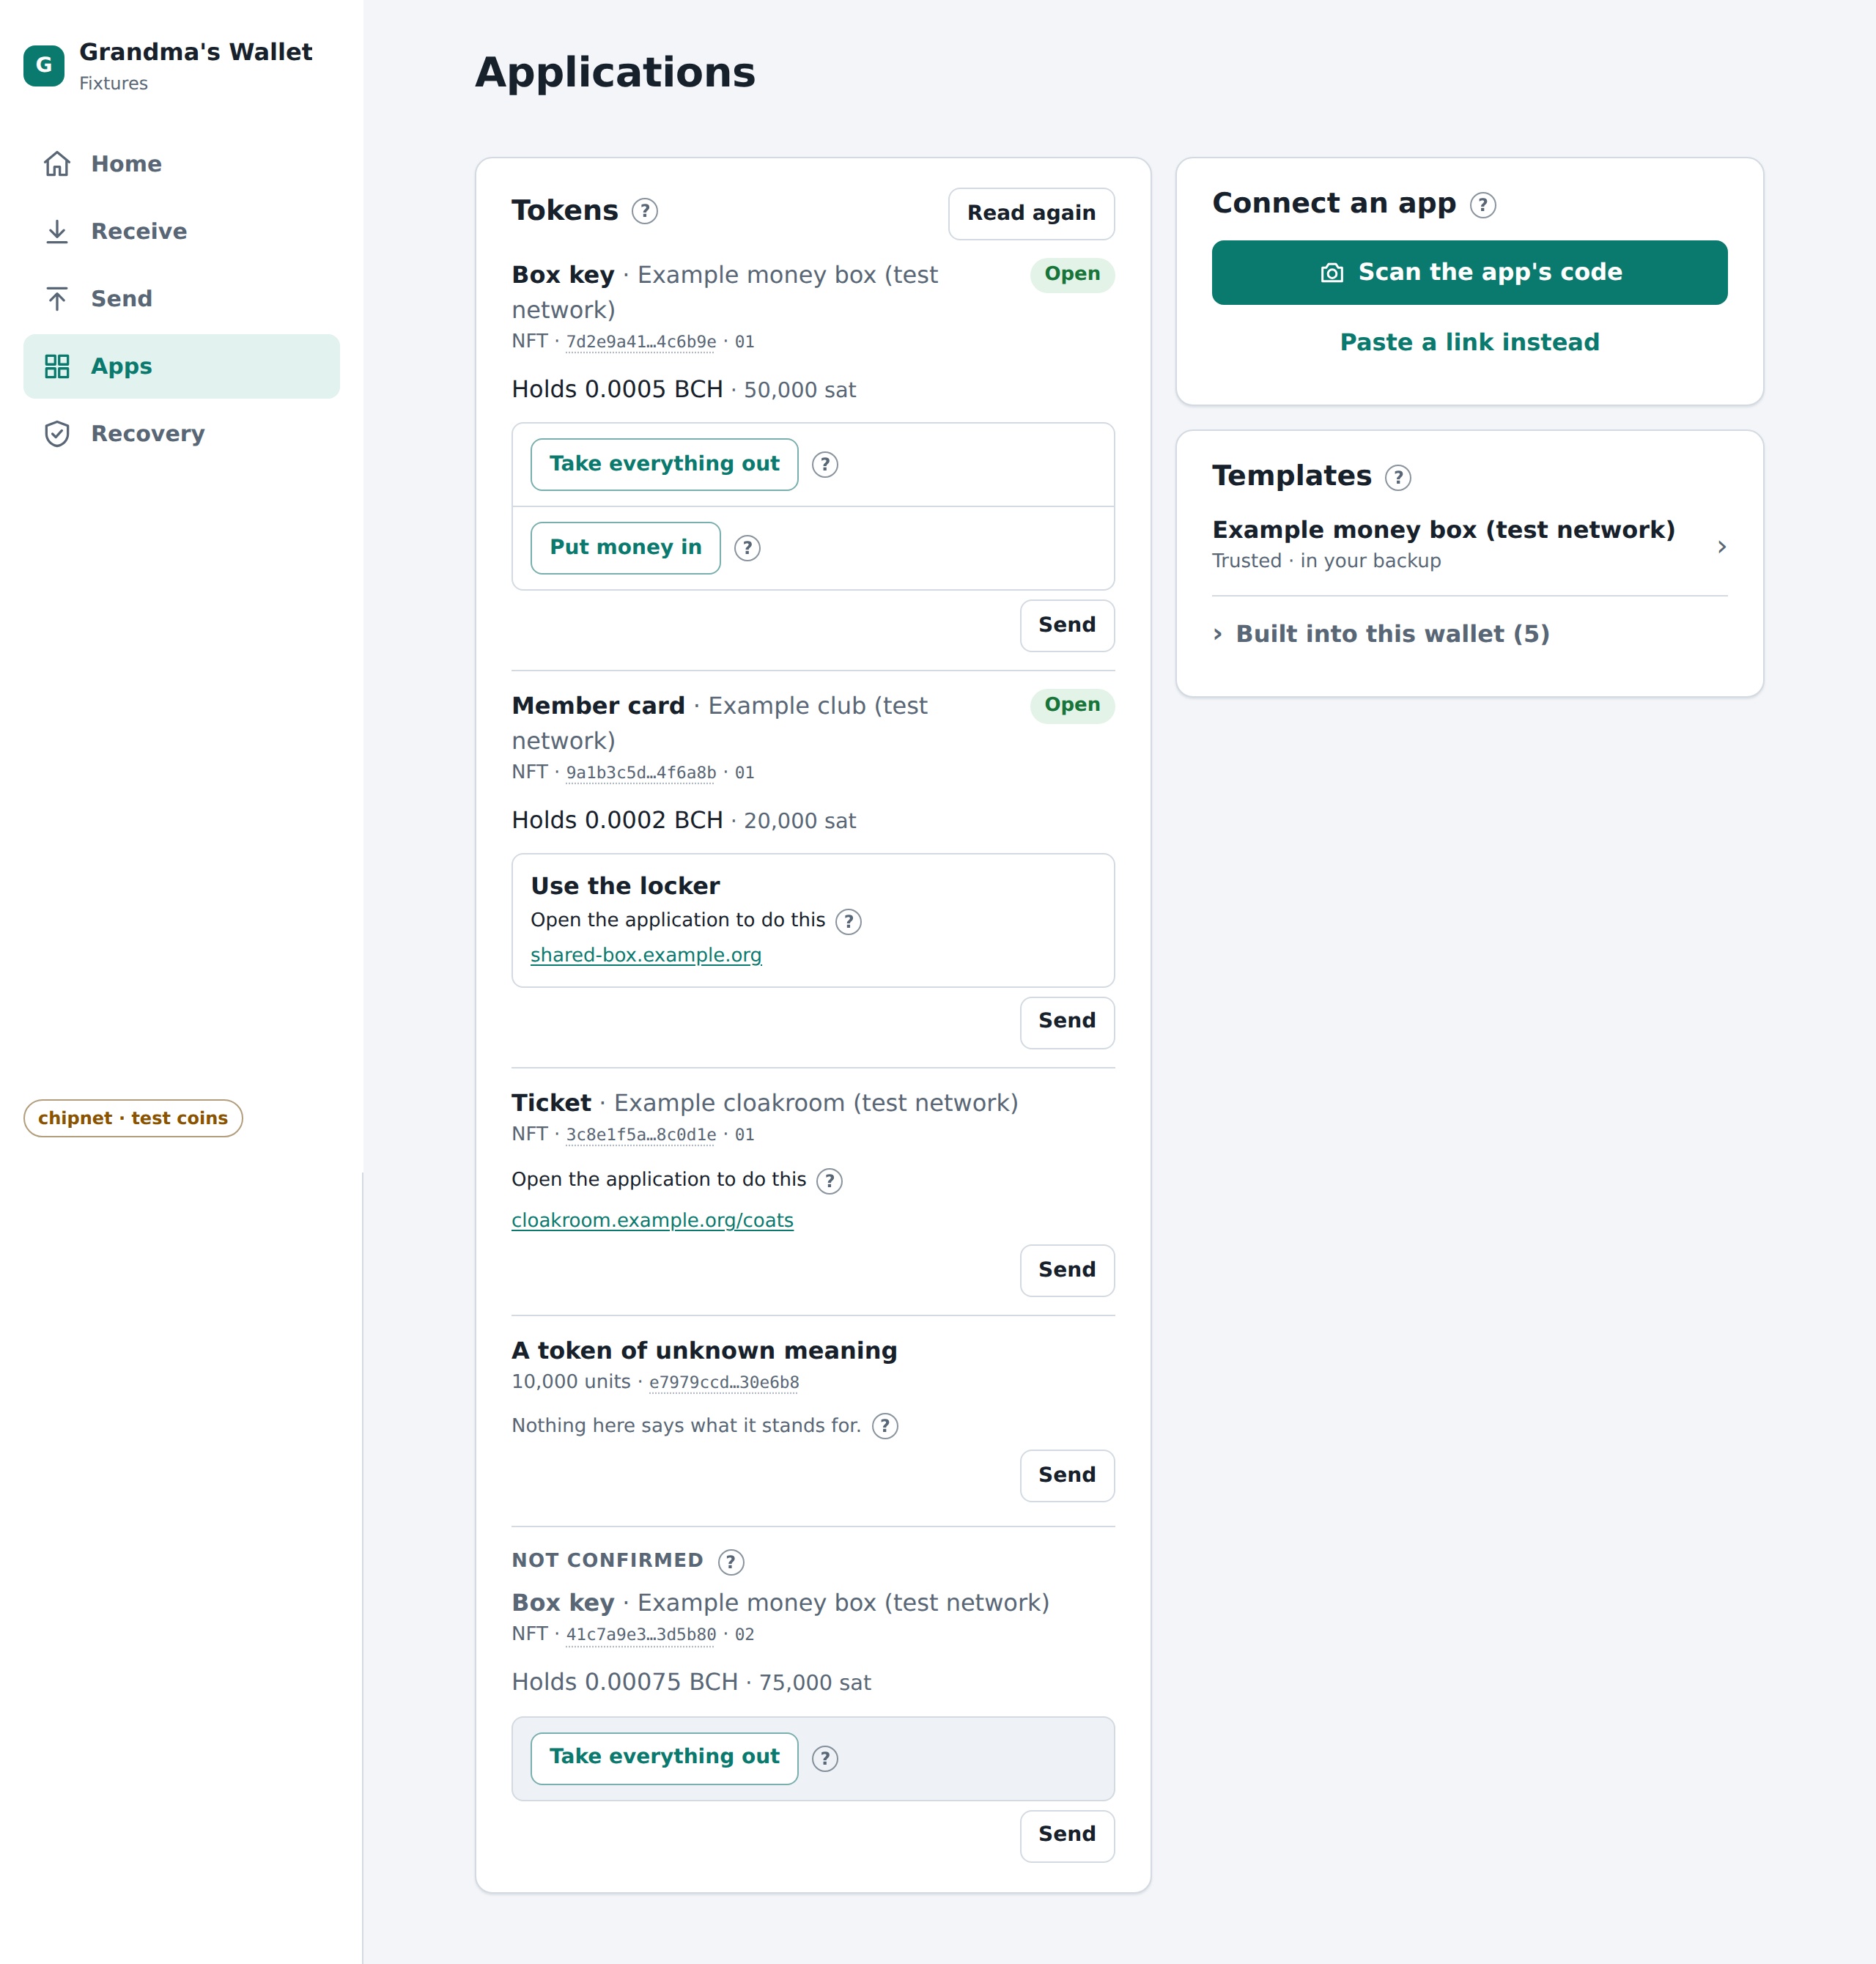 G
Grandma's Wallet
Fixtures
Home
Receive
Send
Apps
Recovery
chipnet · test coins
Applications
Tokens ?
Read again
Box key · Example money box (test
network)
Open
NFT · 7d2e9a41…4c6b9e · 01
Holds 0.0005 BCH · 50,000 sat
Take everything out ?
Put money in ?
Send
Member card · Example club (test
network)
Open
NFT · 9a1b3c5d…4f6a8b · 01
Holds 0.0002 BCH · 20,000 sat
Use the locker
Open the application to do this ?
shared-box.example.org
Send
Ticket · Example cloakroom (test network)
NFT · 3c8e1f5a…8c0d1e · 01
Open the application to do this ?
cloakroom.example.org/coats
Send
A token of unknown meaning
10,000 units · e7979ccd…30e6b8
Nothing here says what it stands for. ?
Send
NOT CONFIRMED ?
Box key · Example money box (test network)
NFT · 41c7a9e3…3d5b80 · 02
Holds 0.00075 BCH · 75,000 sat
Take everything out ?
Send
Connect an app ?
Scan the app's code
Paste a link instead
Templates ?
Example money box (test network)
Trusted · in your backup
Built into this wallet (5)